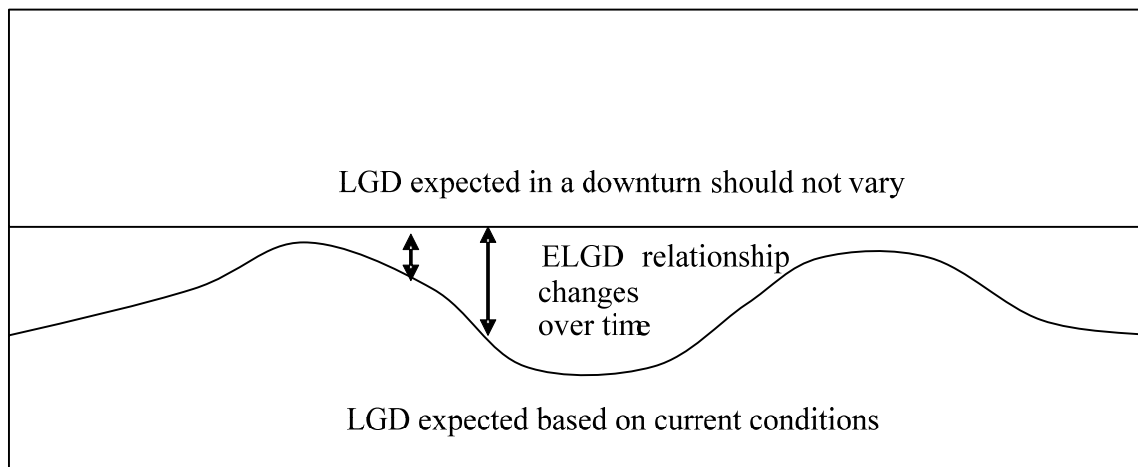 LGD expected in a downturn should not vary
ELGD relationship
changes
over time
LGD expected based on current conditions